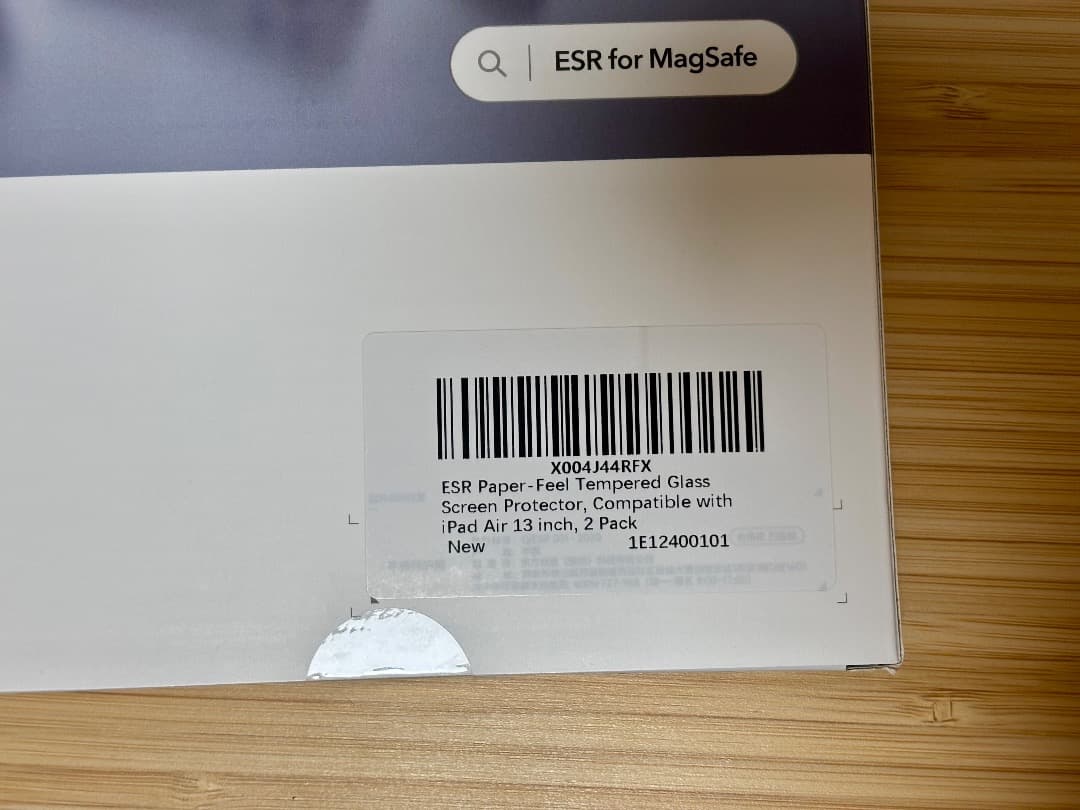 ESR for MagSafe
X004J44RFX
ESR Paper-Feel Tempered Glass
Screen Protector, Compatible with
iPad Air 13 inch, 2 Pack
New 1E12400101